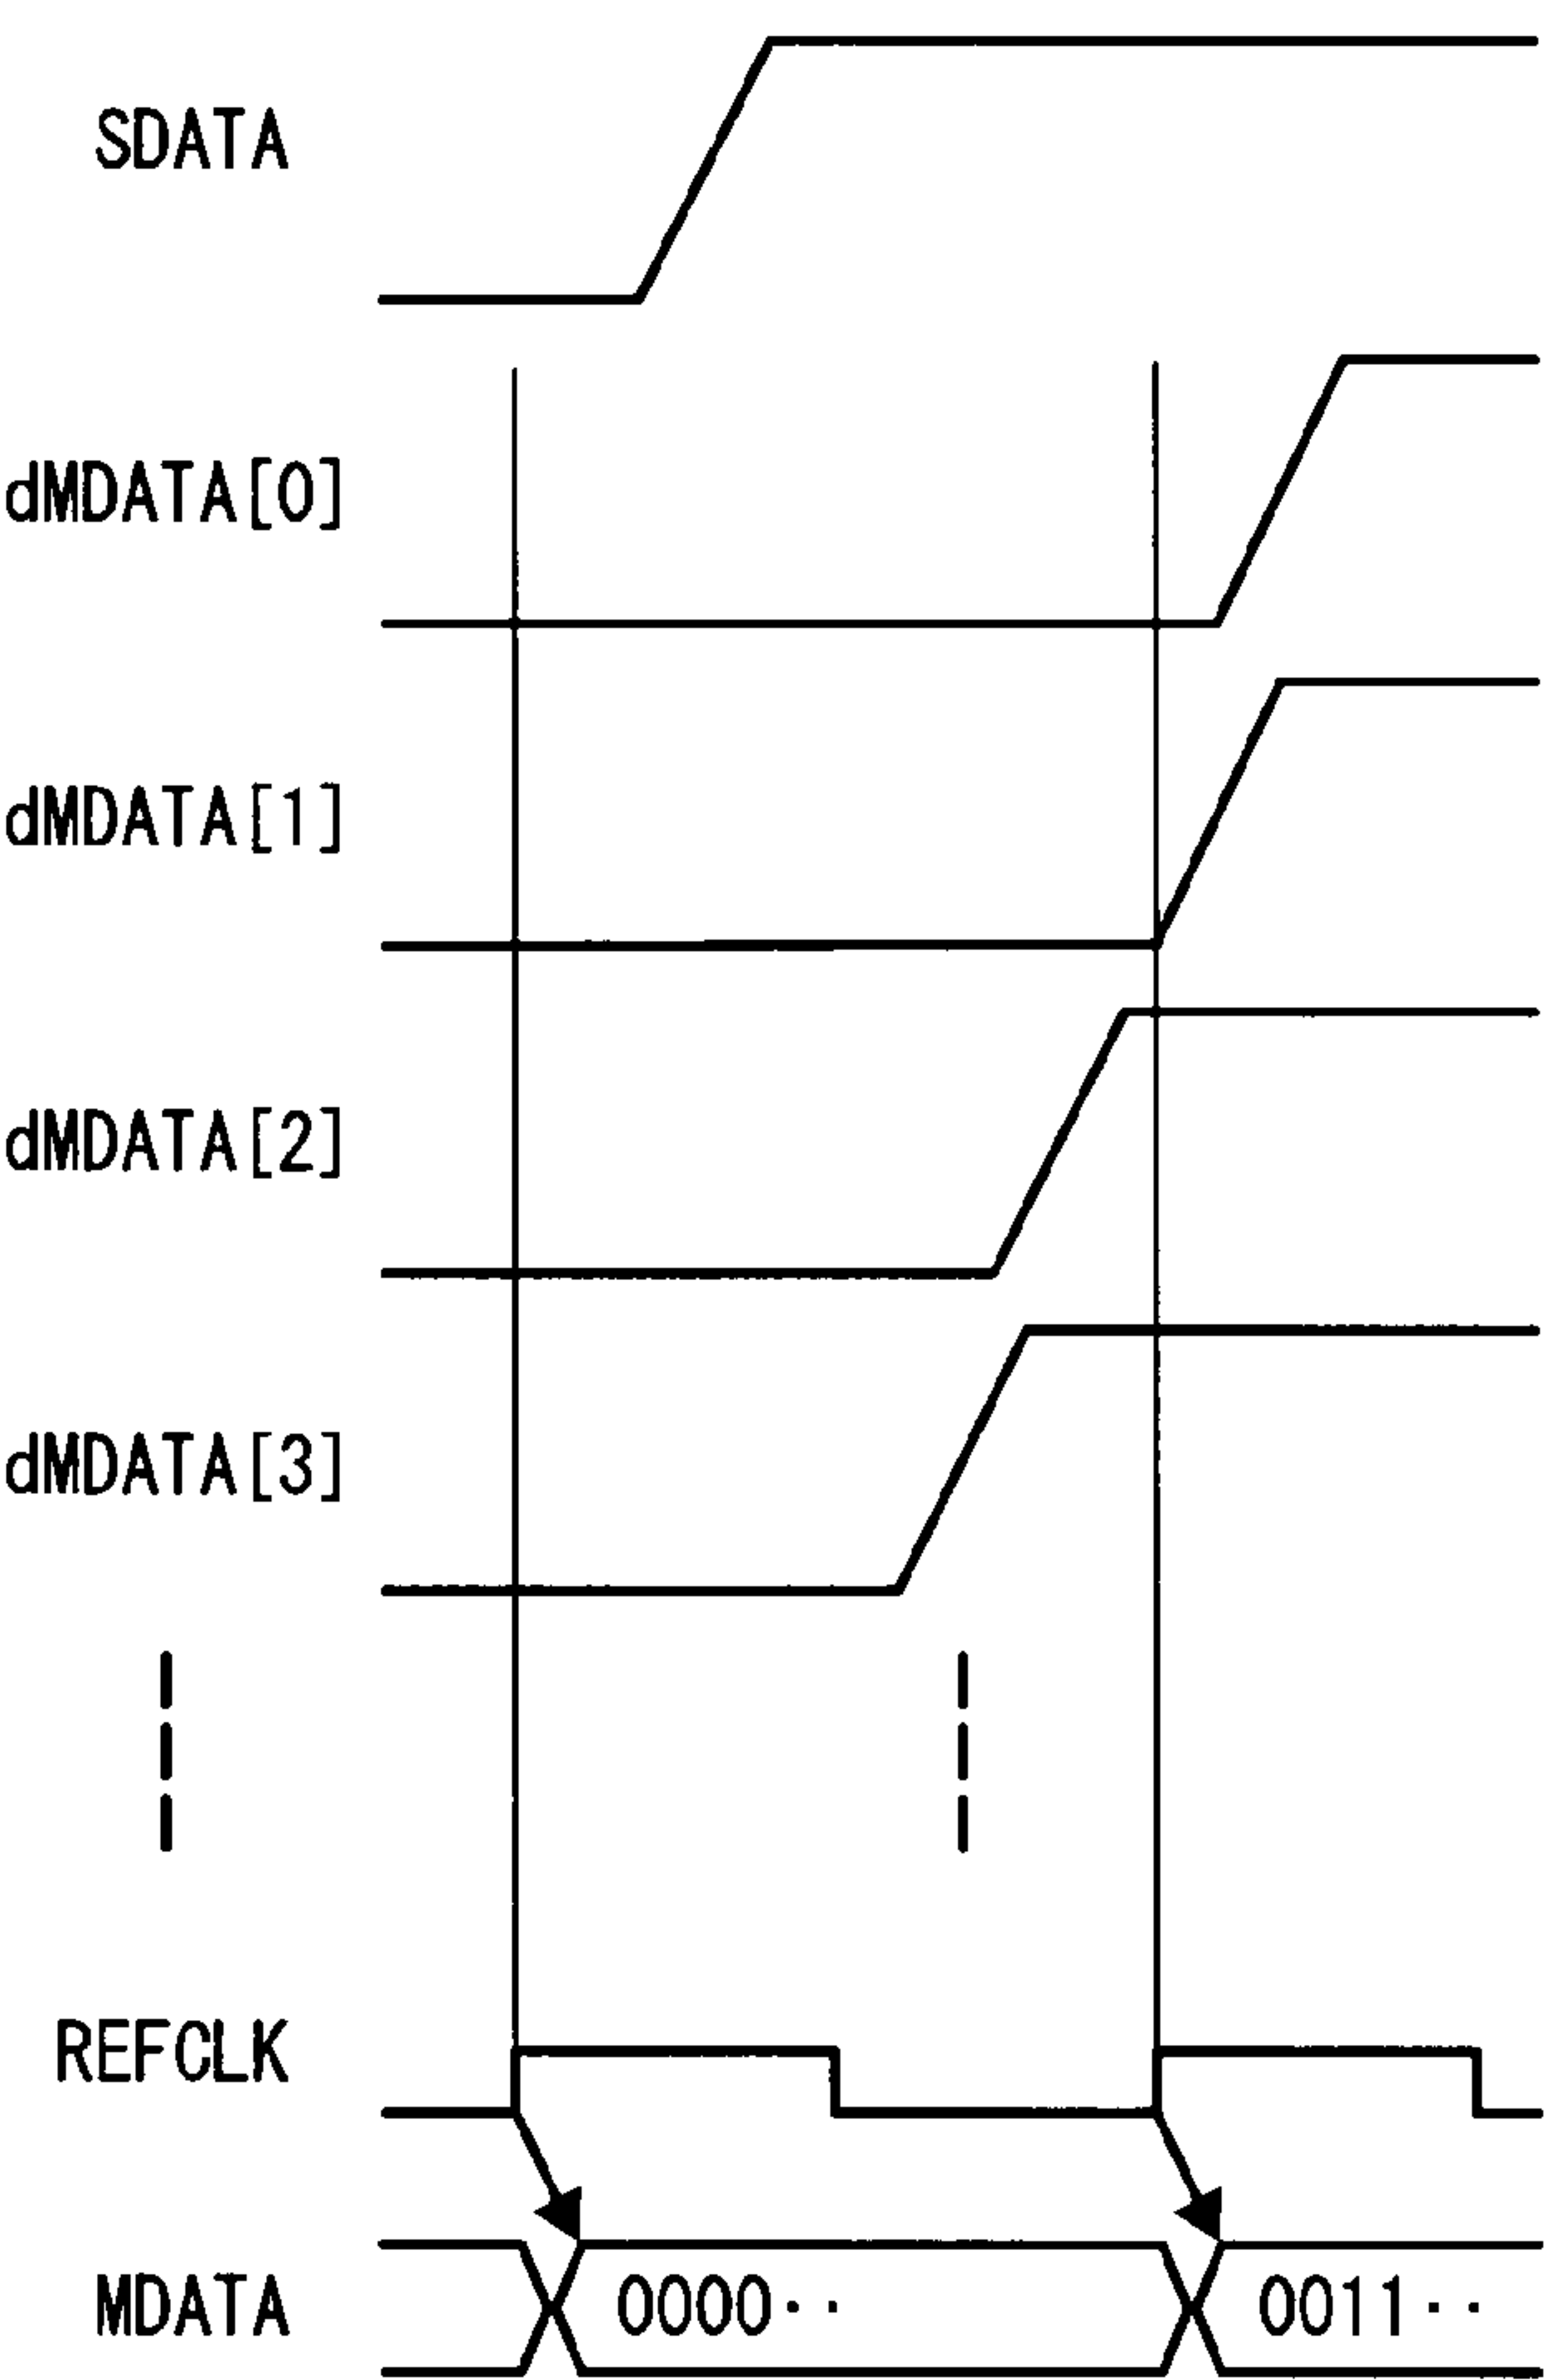 SDATA
dMDATA[0]
dMDATA[1]
dMDATA[2]
dMDATA[3]
REFCLK
MDATA 0000·· 0011··